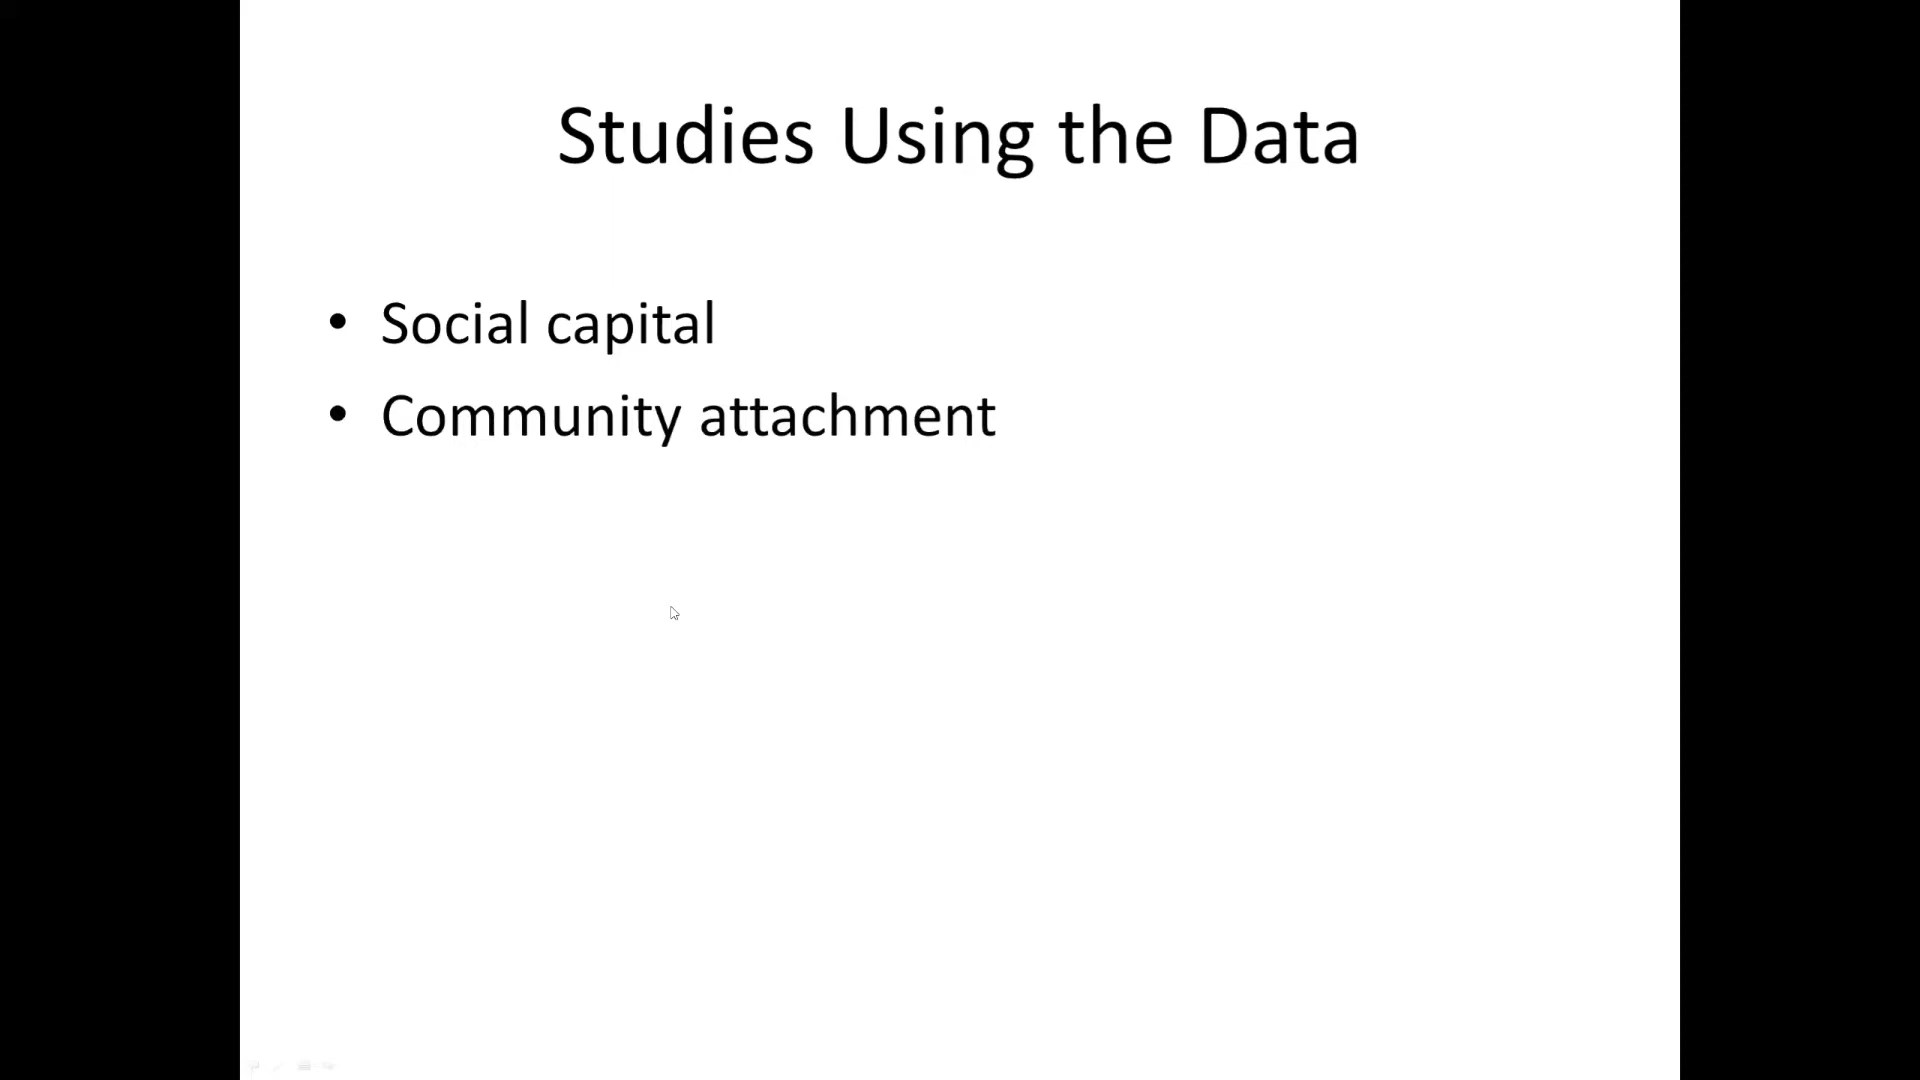 Studies Using the Data
• Social capital
• Community attachment